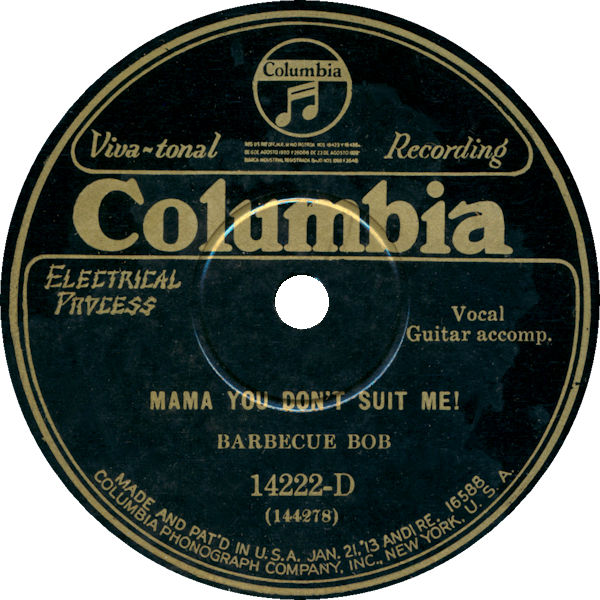 Columbia
Viva-tonal Recording
Columbia
ELECTRICAL
PROCESS
Vocal
Guitar accomp.
MAMA YOU DON'T SUIT ME!
BARBECUE BOB
14222-D
(144278)
MADE AND PAT'D IN U.S.A. JAN. 21, '13 AND RE. 16588
COLUMBIA PHONOGRAPH COMPANY, INC., NEW YORK, U.S.A.